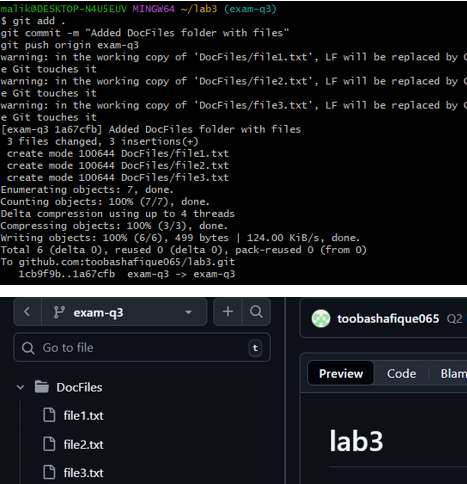 malik@DESKTOP-N4U5EUV MINGW64 ~/lab3 (exam-q3)
$ git add .
git commit -m "Added DocFiles folder with files"
git push origin exam-q3
warning: in the working copy of 'DocFiles/file1.txt', LF will be replaced by C
e Git touches it
warning: in the working copy of 'DocFiles/file2.txt', LF will be replaced by C
e Git touches it
warning: in the working copy of 'DocFiles/file3.txt', LF will be replaced by C
e Git touches it
[exam-q3 1a67cfb] Added DocFiles folder with files
3 files changed, 3 insertions(+)
create mode 100644 DocFiles/file1.txt
create mode 100644 DocFiles/file2.txt
create mode 100644 DocFiles/file3.txt
Enumerating objects: 7, done.
Counting objects: 100% (7/7), done.
Delta compression using up to 4 threads
Compressing objects: 100% (3/3), done.
Writing objects: 100% (6/6), 499 bytes | 124.00 KiB/s, done.
Total 6 (delta 0), reused 0 (delta 0), pack-reused 0 (from 0)
To github.com:toobashafique065/lab3.git
1cb9f9b..1a67cfb  exam-q3 -> exam-q3
exam-q3
toobashafique065 Q2
Go to file t
Preview Code Blam
DocFiles
file1.txt
lab3
file2.txt
file3.txt